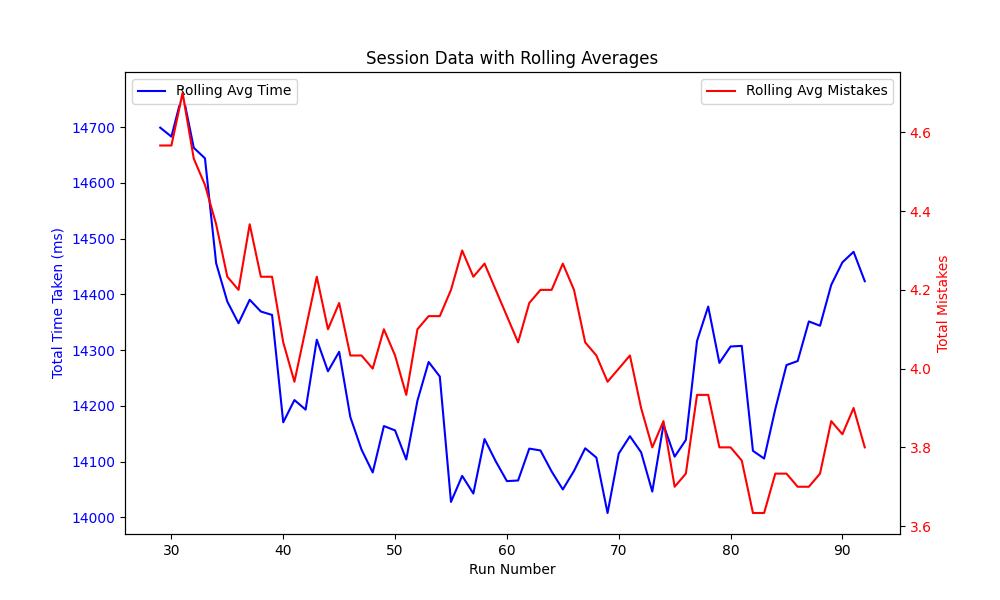 Session Data with Rolling Averages
Rolling Avg Time
Rolling Avg Mistakes
14700
14600
14500
14400
14300
14200
14100
14000
Total Time Taken (ms)
4.6
4.4
4.2
4.0
3.8
3.6
Total Mistakes
30 40 50 60 70 80 90
Run Number